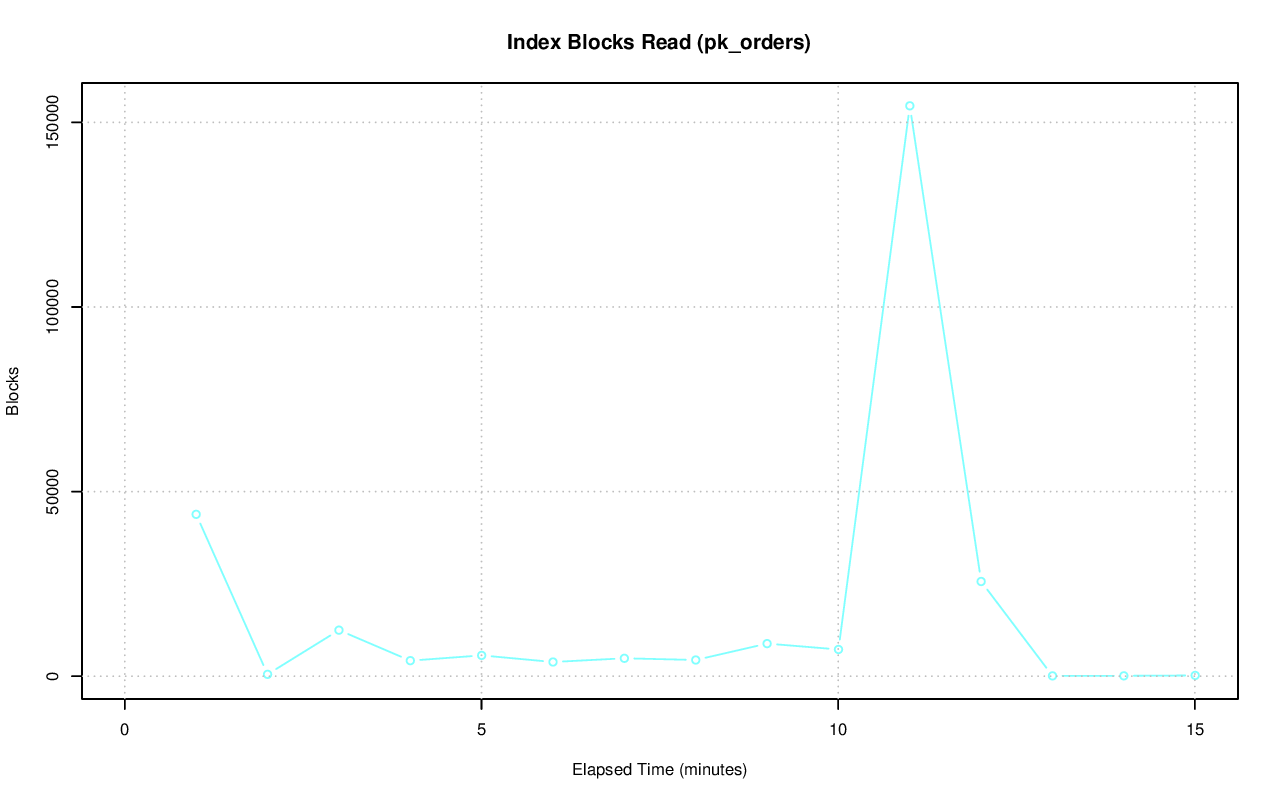 Index Blocks Read (pk_orders)
Blocks
150000
100000
50000
0
0 5 10 15
Elapsed Time (minutes)